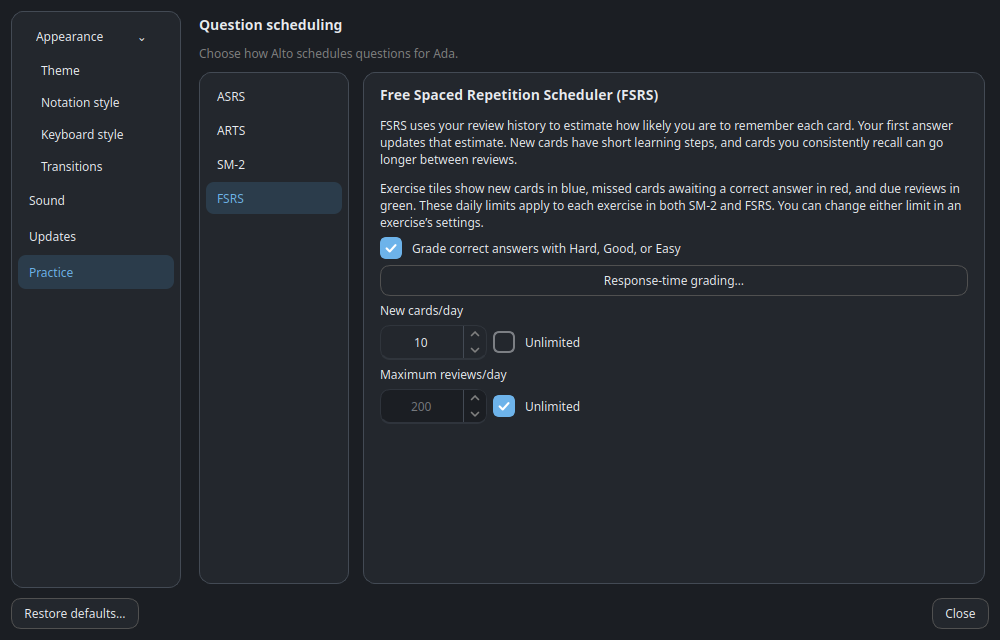 Appearance
Theme
Notation style
Keyboard style
Transitions
Sound
Updates
Practice
Question scheduling
Choose how Alto schedules questions for Ada.
ASRS
ARTS
SM-2
FSRS
Free Spaced Repetition Scheduler (FSRS)
FSRS uses your review history to estimate how likely you are to remember each card. Your first answer
updates that estimate. New cards have short learning steps, and cards you consistently recall can go
longer between reviews.
Exercise tiles show new cards in blue, missed cards awaiting a correct answer in red, and due reviews in
green. These daily limits apply to each exercise in both SM-2 and FSRS. You can change either limit in an
exercise’s settings.
Grade correct answers with Hard, Good, or Easy
Response-time grading...
New cards/day
10 Unlimited
Maximum reviews/day
200 Unlimited
Restore defaults...
Close